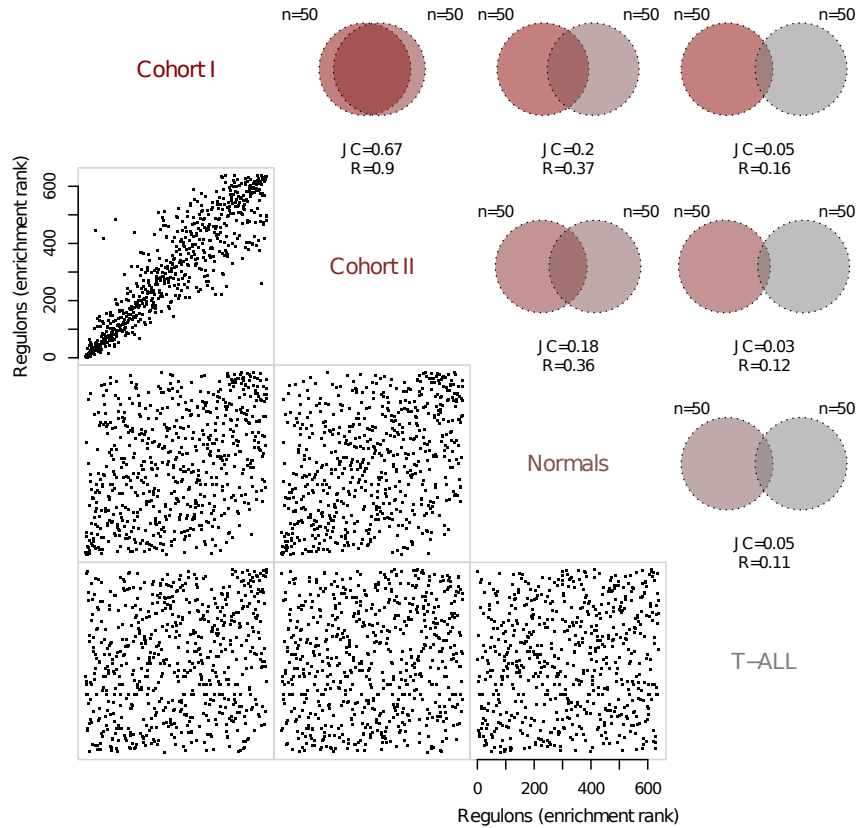 n=50 n=50
n=50 n=50
n=50 n=50
Cohort I
JC=0.67
R=0.9
JC=0.2
R=0.37
JC=0.05
R=0.16
Regulons (enrichment rank)
600
400
200
0
n=50 n=50
n=50 n=50
Cohort II
JC=0.18
R=0.36
JC=0.03
R=0.12
n=50 n=50
Normals
JC=0.05
R=0.11
T−ALL
0 200 400 600
Regulons (enrichment rank)